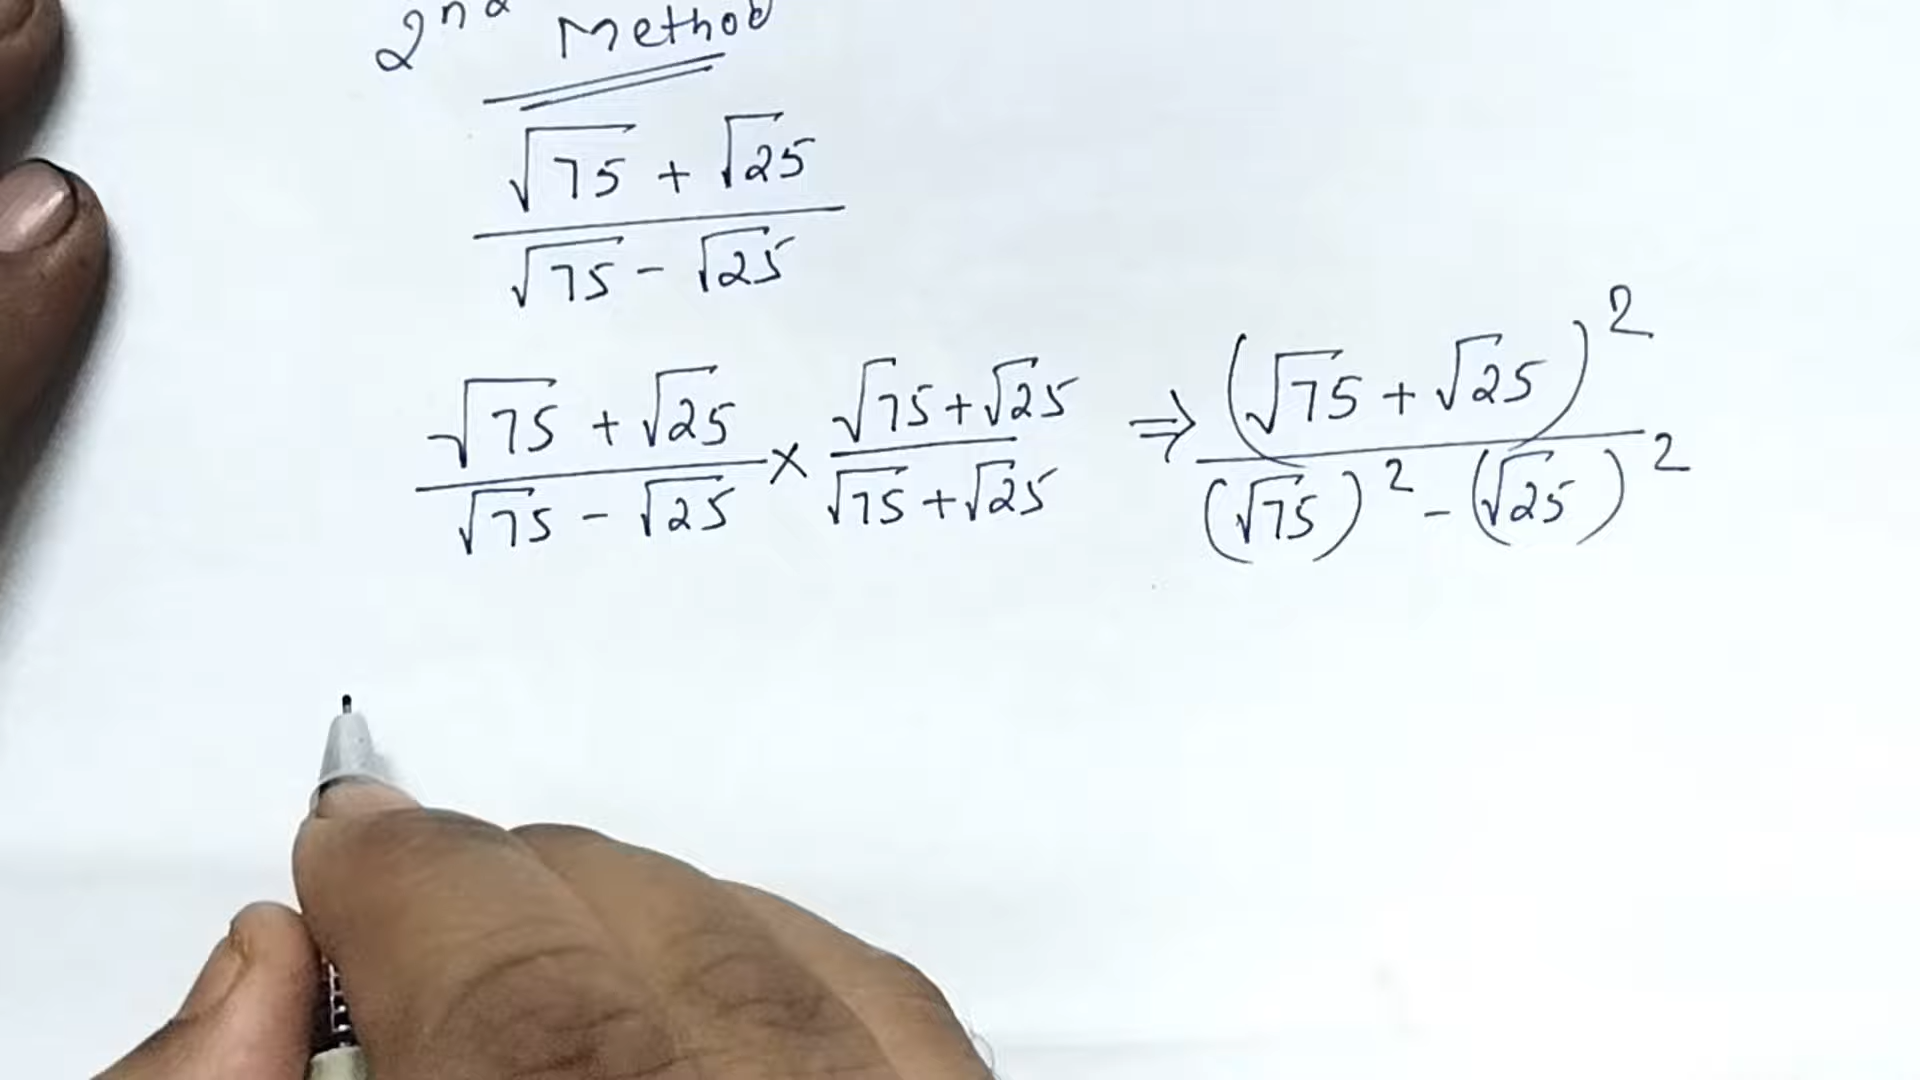 2nd Method
√75 + √25
√75 - √25
√75 + √25 × √75 + √25 ⇒ (√75 + √25)²
√75 - √25 √75 + √25 (√75)² - (√25)²